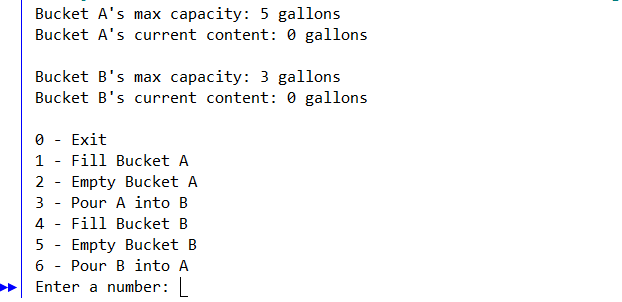 Bucket A's max capacity: 5 gallons
Bucket A's current content: 0 gallons
Bucket B's max capacity: 3 gallons
Bucket B's current content: 0 gallons
0 - Exit
1 - Fill Bucket A
2 - Empty Bucket A
3 - Pour A into B
4 - Fill Bucket B
5 - Empty Bucket B
6 - Pour B into A
Enter a number: